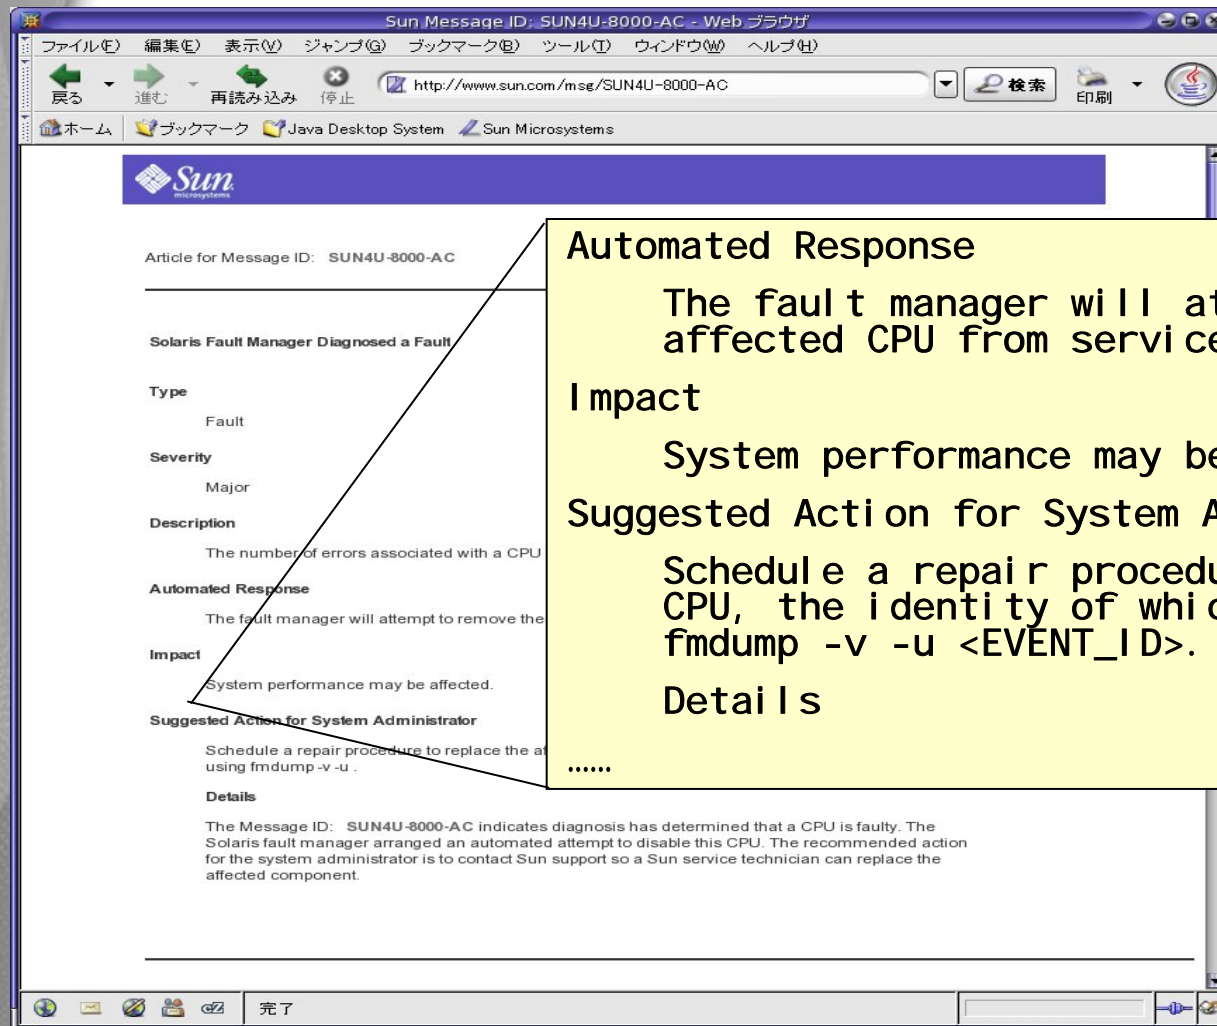 Sun Message ID: SUN4U-8000-AC - Web ブラウザ
ファイル(F) 編集(E) 表示(V) ジャンプ(G) ブックマーク(B) ツール(T) ウィンドウ(W) ヘルプ(H)
戻る 進む 再読み込み 停止 http://www.sun.com/msg/SUN4U-8000-AC 検索 印刷
ホーム ブックマーク Java Desktop System Sun Microsystems
Sun
microsystems
Article for Message ID: SUN4U-8000-AC
Solaris Fault Manager Diagnosed a Fault
Type
Fault
Severity
Major
Description
The number of errors associated with a CPU
Automated Response
The fault manager will attempt to remove the
Impact
System performance may be affected.
Suggested Action for System Administrator
Schedule a repair procedure to replace the
using fmdump -v -u .
Details
The Message ID: SUN4U-8000-AC indicates diagnosis has determined that a CPU is faulty. The
Solaris fault manager arranged an automated attempt to disable this CPU. The recommended action
for the system administrator is to contact Sun support so a Sun service technician can replace the
affected component.
Automated Response
The fault manager will
affected CPU from
Impact
System performance may
Suggested Action for System
Schedule a repair
CPU, the identity of
fmdump -v -u <EVENT_ID>.
Details
……
完了